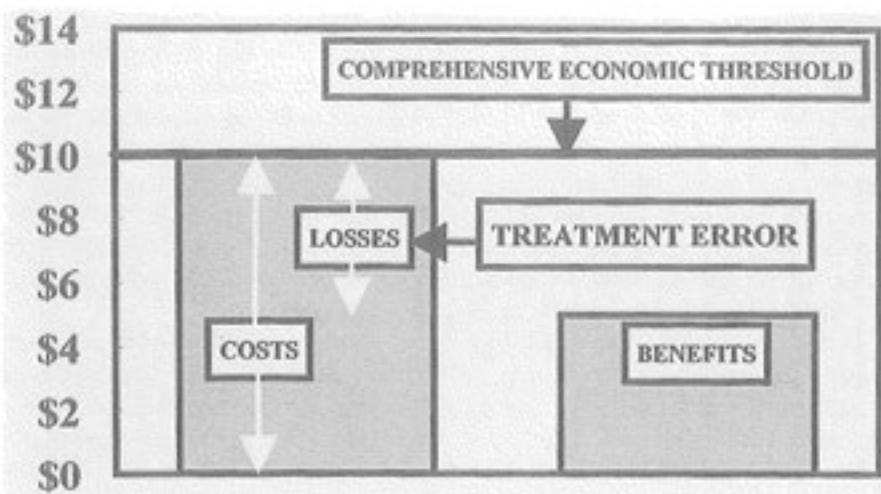 $14
COMPREHENSIVE ECONOMIC THRESHOLD
$12
$10
$8
LOSSES
TREATMENT ERROR
$6
COSTS
BENEFITS
$4
$2
$0